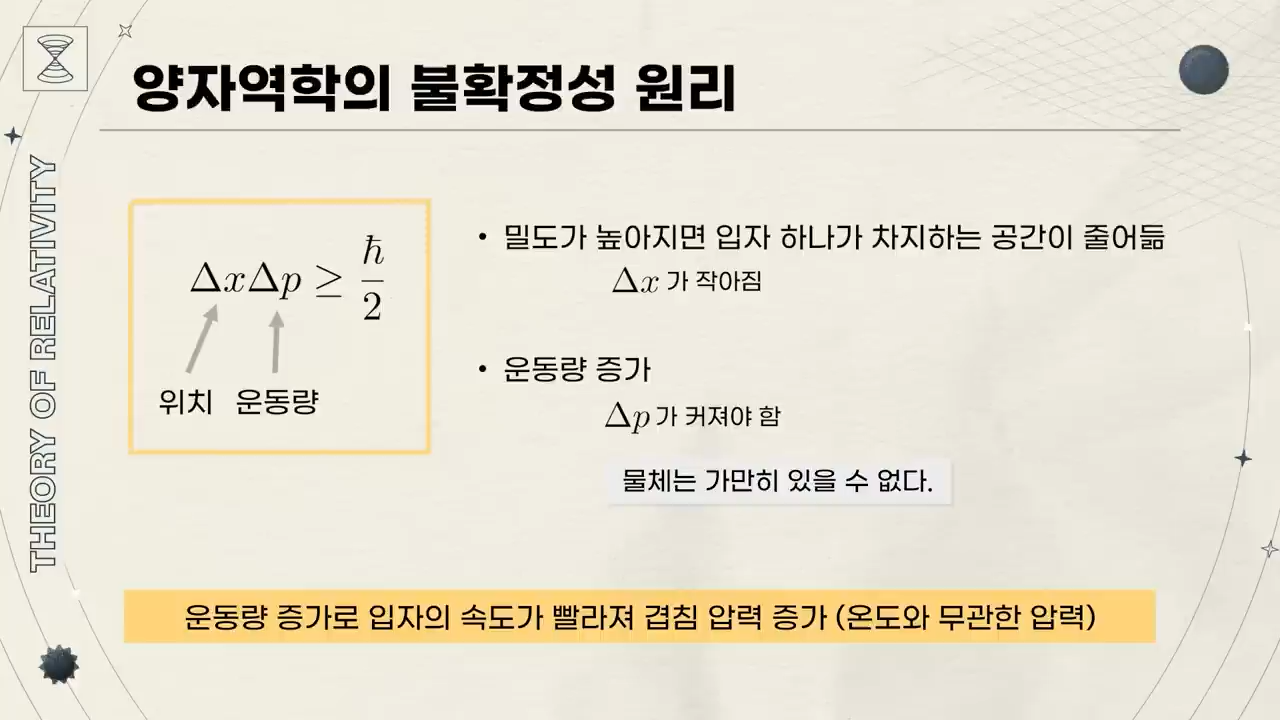 양자역학의 불확정성 원리
THEORY OF RELATIVITY
ΔxΔp ≥ ℏ/2
위치 운동량
• 밀도가 높아지면 입자 하나가 차지하는 공간이 줄어듦
Δx 가 작아짐
• 운동량 증가
Δp 가 커져야 함
물체는 가만히 있을 수 없다.
운동량 증가로 입자의 속도가 빨라져 겹침 압력 증가 (온도와 무관한 압력)